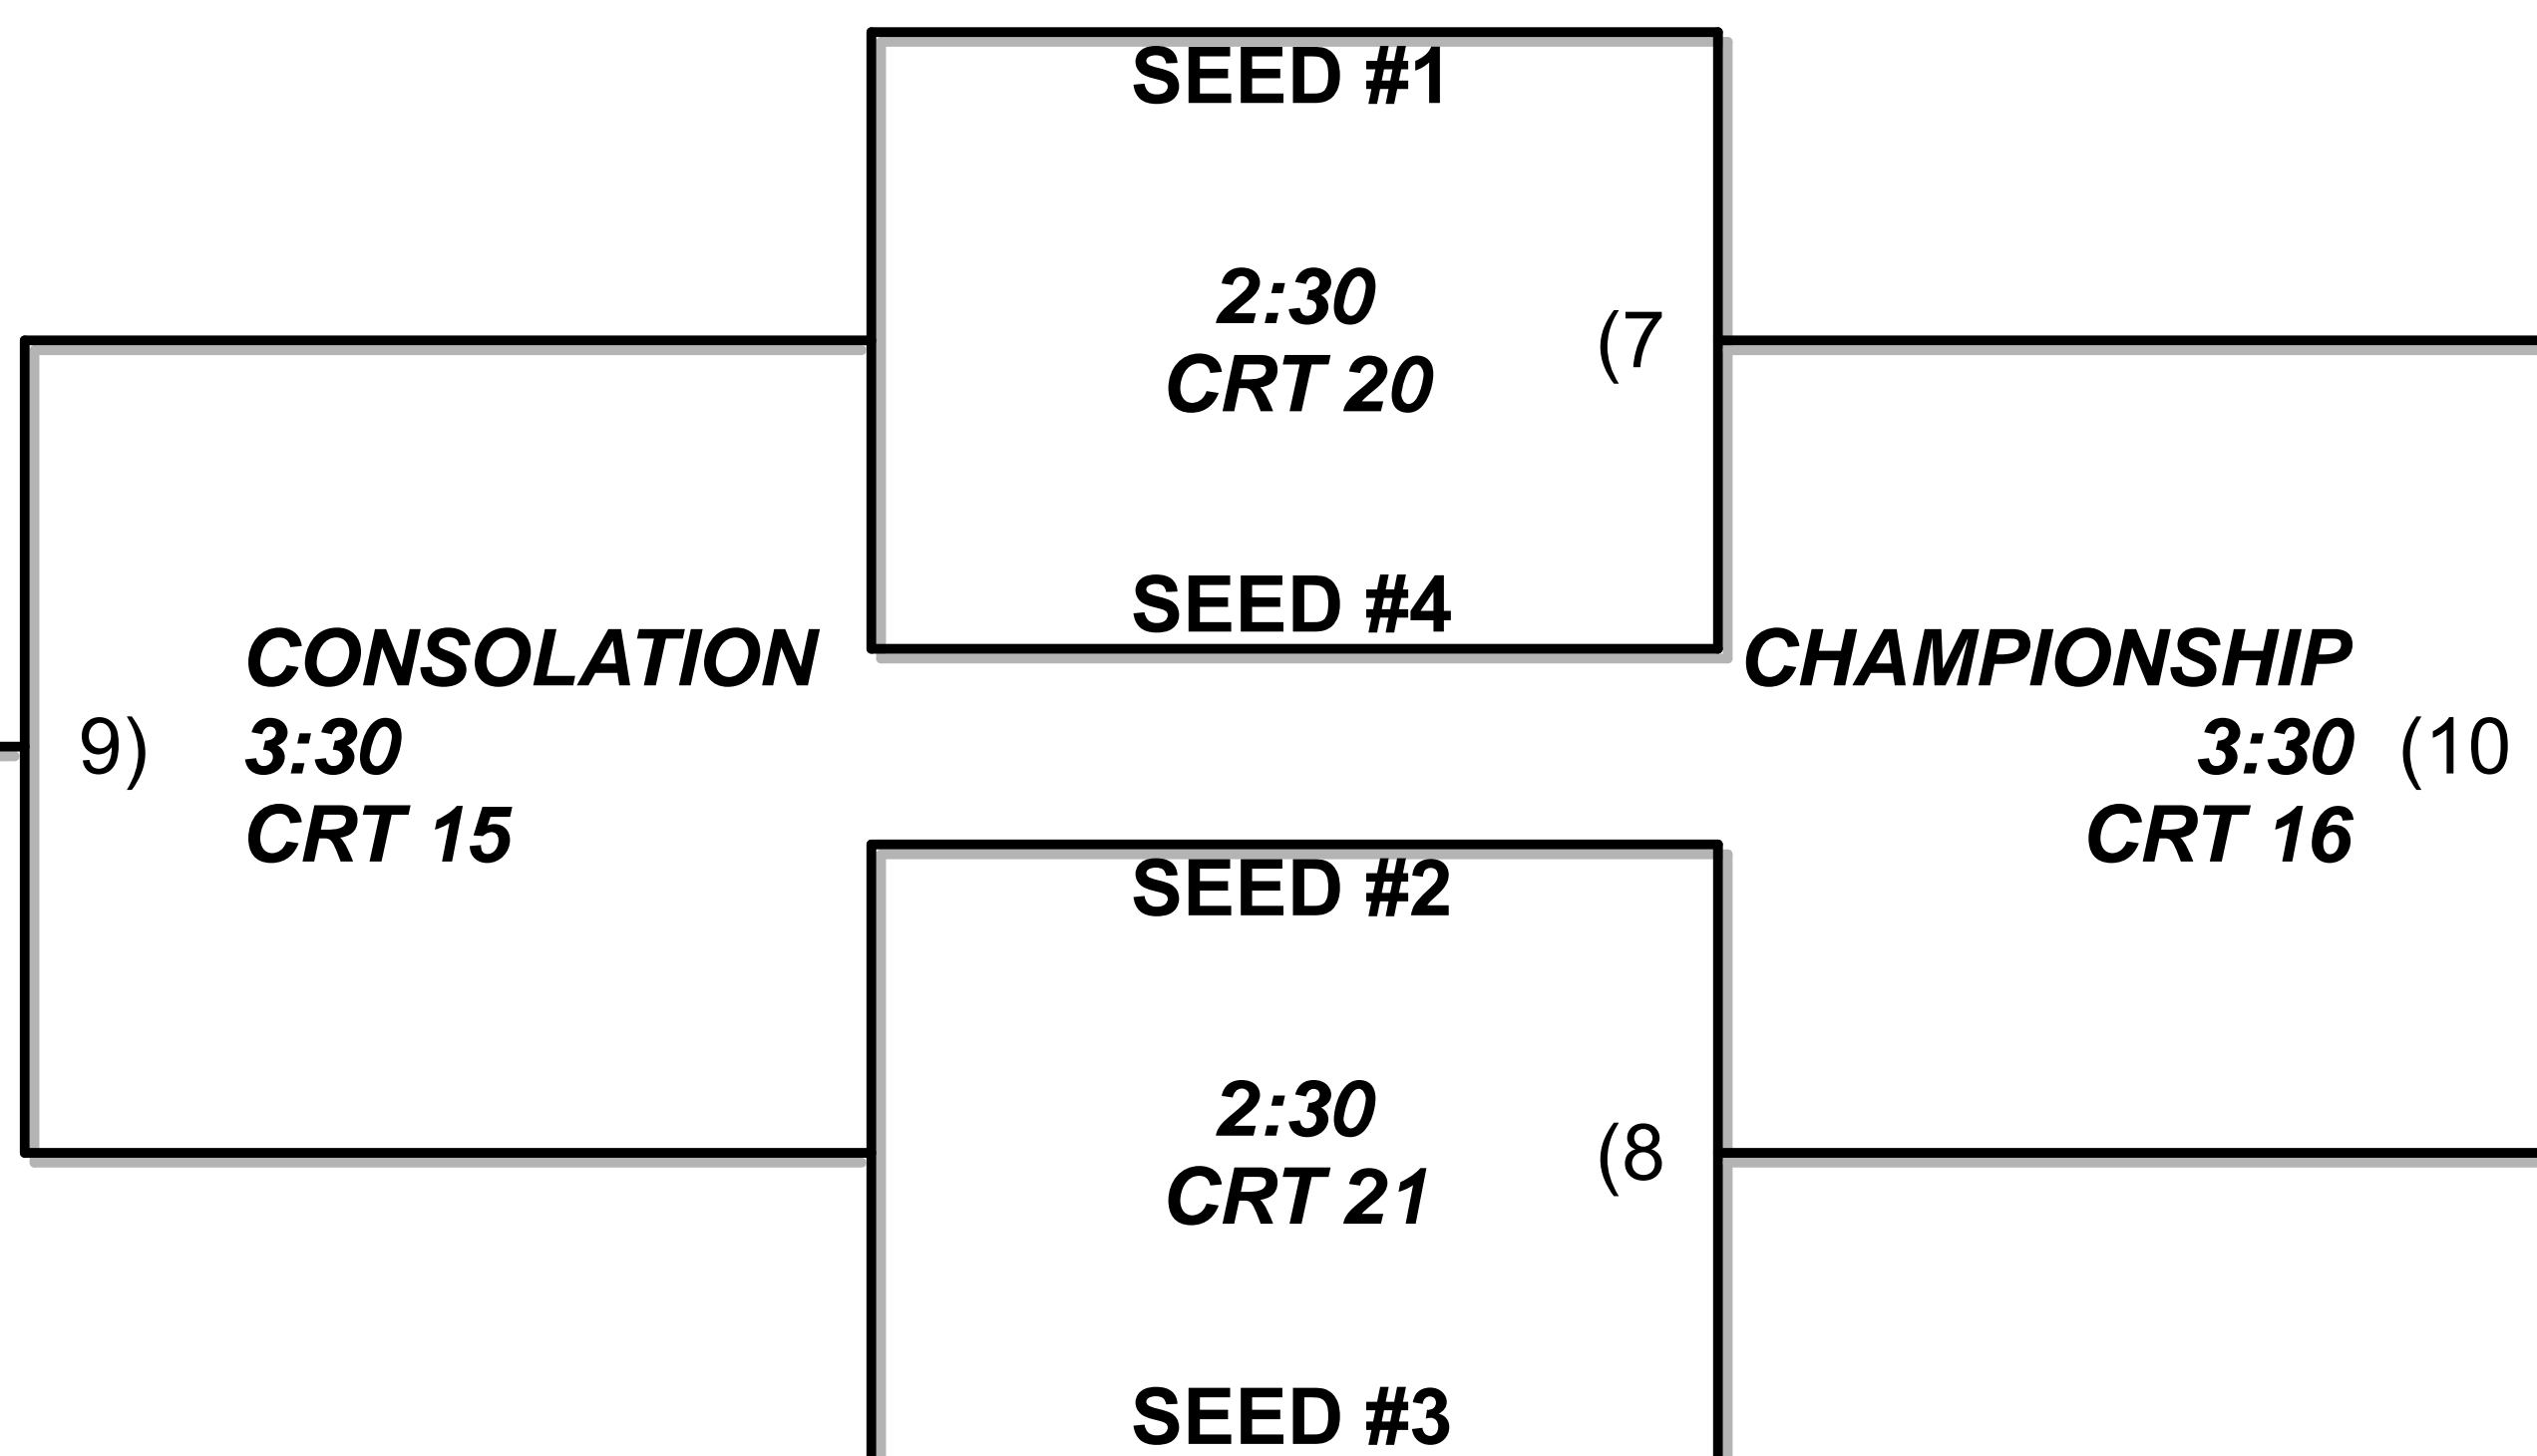 SEED #1
2:30
CRT 20
(7
SEED #4
CONSOLATION
9)
3:30
CRT 15
CHAMPIONSHIP
3:30 (10
CRT 16
SEED #2
2:30
CRT 21
(8
SEED #3